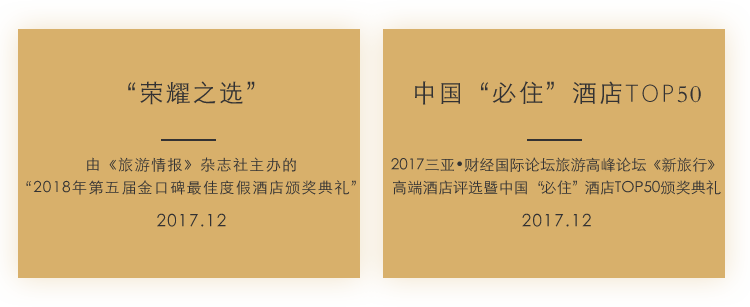 “荣耀之选”
由《旅游情报》杂志社主办的
“2018年第五届金口碑最佳度假酒店颁奖典礼”
2017.12
中国“必住”酒店TOP50
2017三亚•财经国际论坛旅游高峰论坛《新旅行》
高端酒店评选暨中国“必住”酒店TOP50颁奖典礼
2017.12